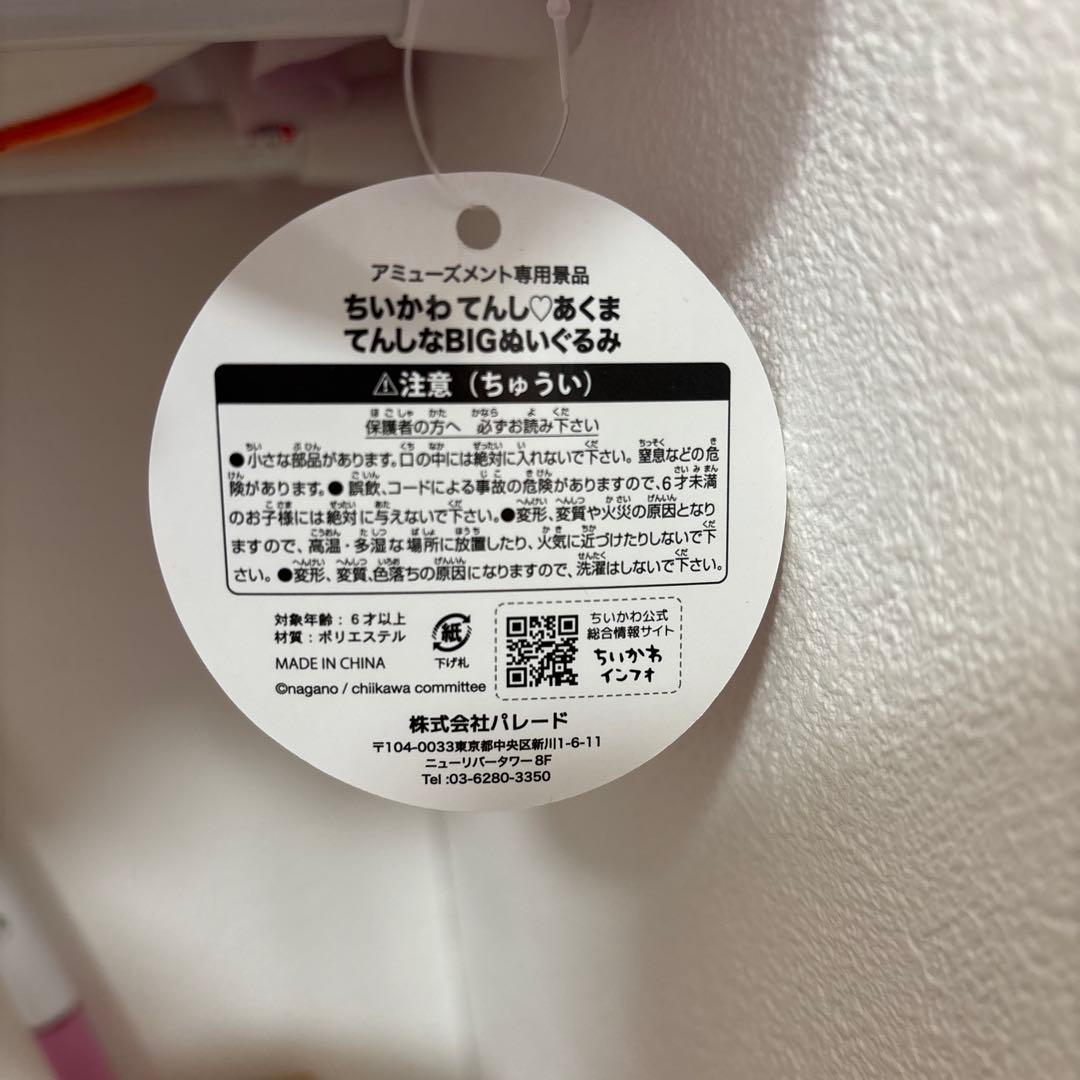 アミューズメント専用景品
ちいかわ てんし♡あくま
てんしなBIGぬいぐるみ
⚠注意（ちゅうい）
保護者の方へ 必ずお読み下さい
●小さな部品があります。口の中には絶対に入れないで下さい。窒息などの危
険があります。●誤飲、コードによる事故の危険がありますので、6才未満
のお子様には絶対に与えないで下さい。●変形、変質や火災の原因となり
ますので、高温・多湿な場所に放置したり、火気に近づけたりしないで下
さい。●変形、変質、色落ちの原因になりますので、洗濯はしないで下さい。
対象年齢：6才以上
材質：ポリエステル
MADE IN CHINA
©nagano / chiikawa committee
紙
下げ札
ちいかわ公式
総合情報サイト
ちいかわ
インフォ
株式会社パレード
〒104-0033東京都中央区新川1-6-11
ニューリバータワー8F
Tel :03-6280-3350